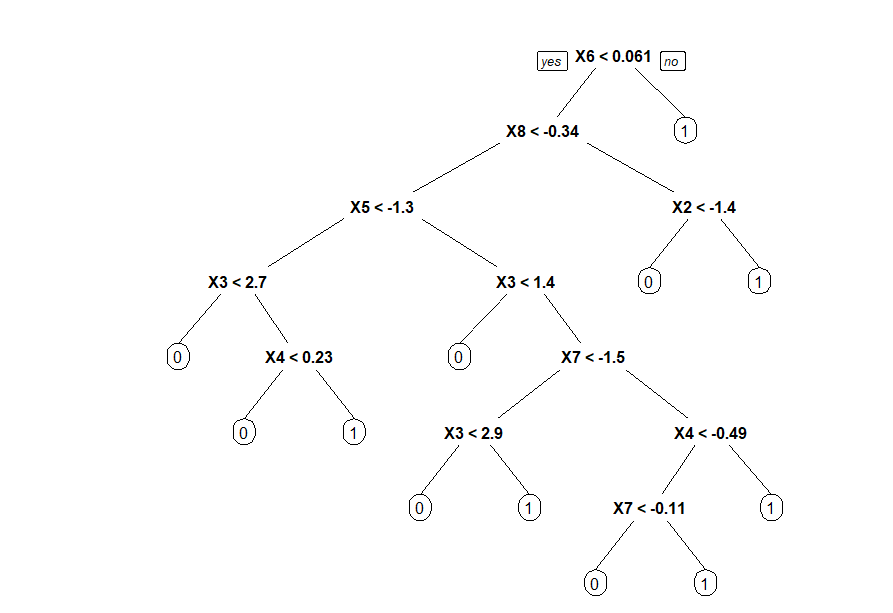 yes X6 < 0.061 no
X8 < -0.34 1
X5 < -1.3 X2 < -1.4
X3 < 2.7 X3 < 1.4 0 1
0 X4 < 0.23 0 X7 < -1.5
0 1 X3 < 2.9 X4 < -0.49
0 1 X7 < -0.11 1
0 1